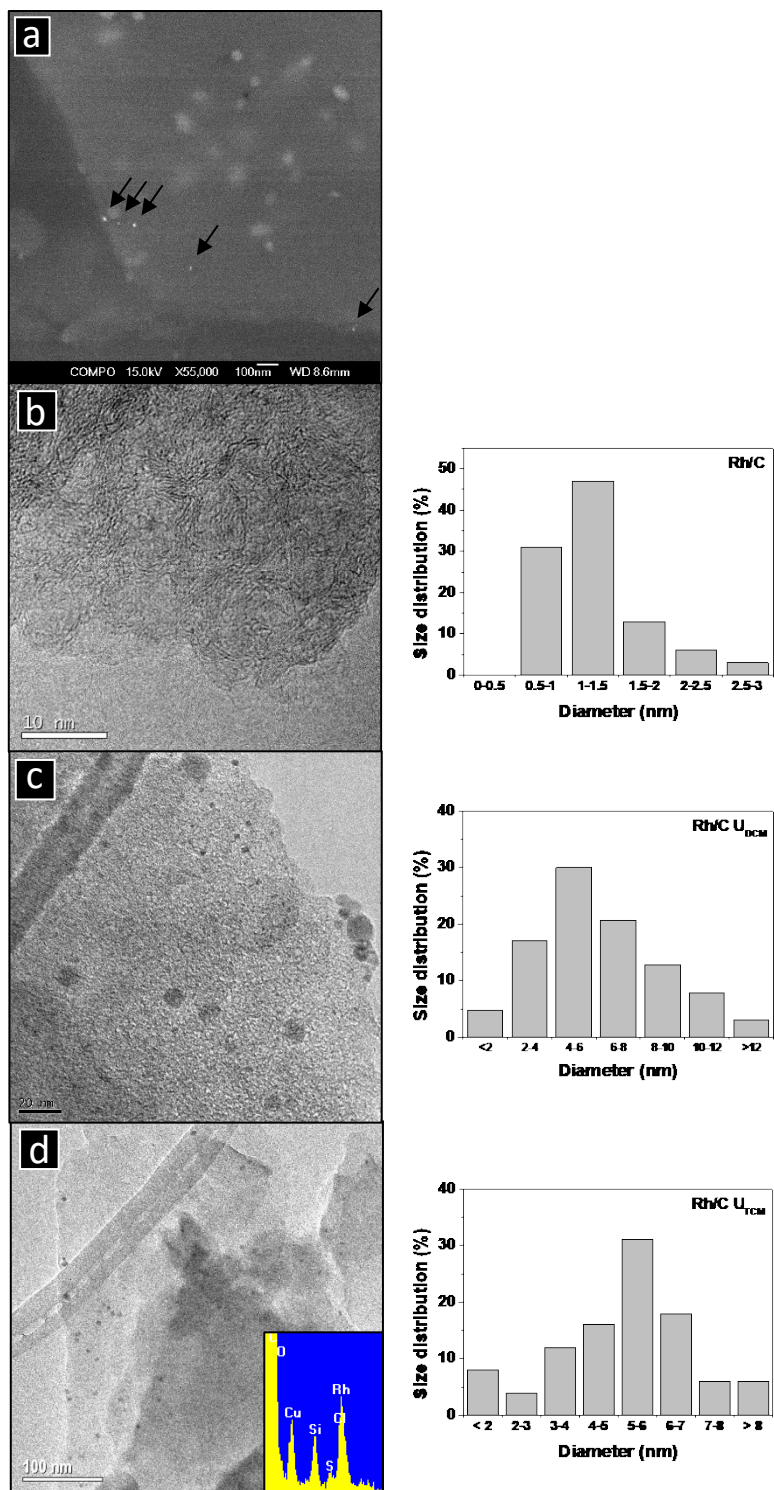 a
COMPO 15.0kV X55,000 100nm WD 8.6mm
b
10 nm
Rh/C
Size distribution (%)
50
40
30
20
10
0
0-0.5 0.5-1 1-1.5 1.5-2 2-2.5 2.5-3
Diameter (nm)
c
20 nm
Rh/C U_DCM
Size distribution (%)
40
30
20
10
0
<2 2-4 4-6 6-8 8-10 10-12 >12
Diameter (nm)
d
100 nm
O
Cu
Si
S
Cl
Rh
Rh/C U_TCM
Size distribution (%)
40
30
20
10
0
< 2 2-3 3-4 4-5 5-6 6-7 7-8 > 8
Diameter (nm)